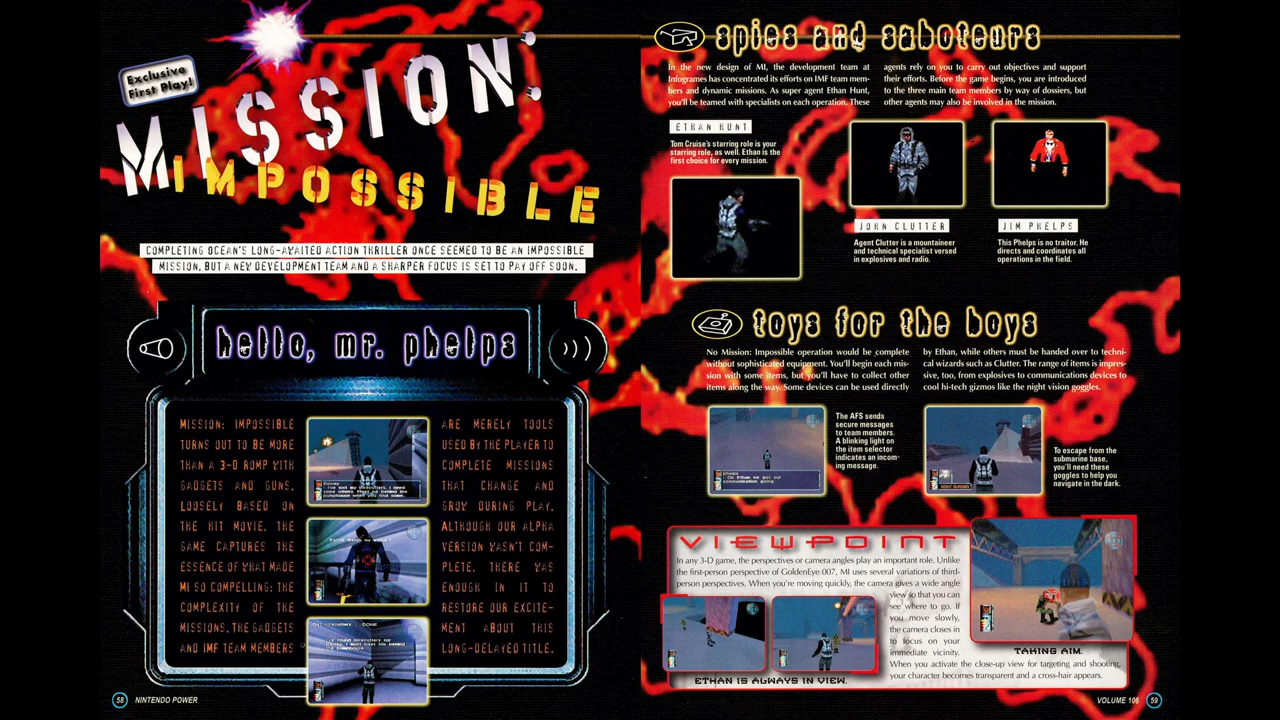 Exclusive
First Play!
MISSION:
IMPOSSIBLE
COMPLETING OCEAN'S LONG-AWAITED ACTION THRILLER ONCE SEEMED TO BE AN IMPOSSIBLE
MISSION, BUT A NEW DEVELOPMENT TEAM AND A SHARPER FOCUS IS SET TO PAY OFF SOON.
hello, mr. phelps
MISSION: IMPOSSIBLE
TURNS OUT TO BE MORE
THAN A 3-D ROMP WITH
GADGETS AND GUNS.
LOOSELY BASED ON
THE HIT MOVIE, THE
GAME CAPTURES THE
ESSENCE OF WHAT MADE
MI SO COMPELLING: THE
COMPLEXITY OF THE
MISSIONS. THE GADGETS
AND IMF TEAM MEMBERS
ARE MERELY TOOLS
USED BY THE PLAYER TO
COMPLETE MISSIONS
THAT CHANGE AND
GROW DURING PLAY.
ALTHOUGH OUR ALPHA
VERSION WASN'T COM-
PLETE, THERE WAS
ENOUGH IN IT TO
RESTORE OUR EXCITE-
MENT ABOUT THIS
LONG-DELAYED TITLE.
58 NINTENDO POWER
spies and saboteurs
In the new design of MI, the development team at
Infogrames has concentrated its efforts on IMF team mem-
bers and dynamic missions. As super agent Ethan Hunt,
you'll be teamed with specialists on each operation. These
agents rely on you to carry out objectives and support
their efforts. Before the game begins, you are introduced
to the three main team members by way of dossiers, but
other agents may also be involved in the mission.
ETHAN HUNT
Tom Cruise's starring role is your
starring role, as well. Ethan is the
first choice for every mission.
JOHN CLUTTER
Agent Clutter is a mountaineer
and technical specialist versed
in explosives and radio.
JIM PHELPS
This Phelps is no traitor. He
directs and coordinates all
operations in the field.
toys for the boys
No Mission: Impossible operation would be complete
without sophisticated equipment. You'll begin each mis-
sion with some items, but you'll have to collect other
items along the way. Some devices can be used directly
by Ethan, while others must be handed over to techni-
cal wizards such as Clutter. The range of items is impres-
sive, too, from explosives to communications devices to
cool hi-tech gizmos like the night vision goggles.
Phelps
- Ok Ethan we got our
communication going
The AFS sends
secure messages
to team members.
A blinking light on
the item selector
indicates an incom-
ing message.
To escape from the
submarine base,
you'll need these
goggles to help you
navigate in the dark.
VIEWPOINT
In any 3-D game, the perspectives or camera angles play an important role. Unlike
the first-person perspective of GoldenEye 007, MI uses several variations of third-
person perspectives. When you're moving quickly, the camera gives a wide angle
view so that you can
see where to go. If
you move slowly,
the camera closes in
to focus on your
immediate vicinity.
When you activate the close-up view for targeting and shooting,
your character becomes transparent and a cross-hair appears.
ETHAN IS ALWAYS IN VIEW.
TAKING AIM.
VOLUME 106 59